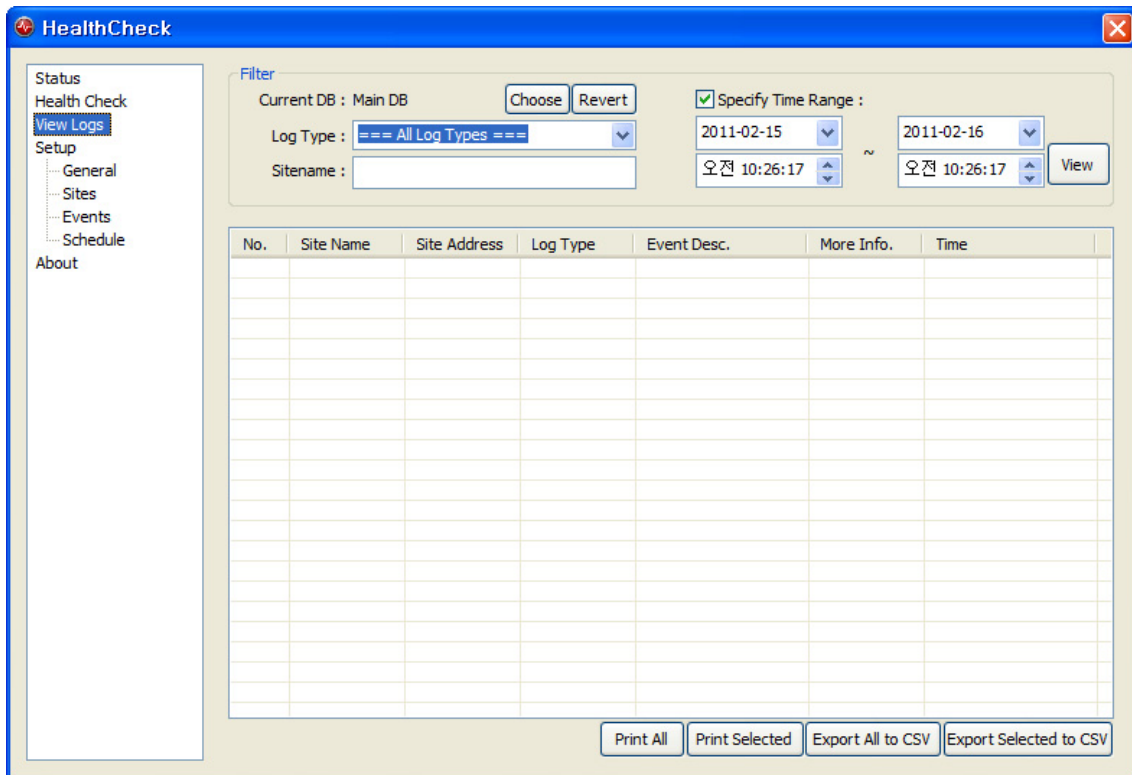 HealthCheck
Status
Health Check
View Logs
Setup
General
Sites
Events
Schedule
About
Filter
Current DB : Main DB
Choose
Revert
Log Type :
=== All Log Types ===
Sitename :
Specify Time Range :
2011-02-15
오전 10:26:17
~
2011-02-16
오전 10:26:17
View
No. Site Name Site Address Log Type Event Desc. More Info. Time
Print All
Print Selected
Export All to CSV
Export Selected to CSV